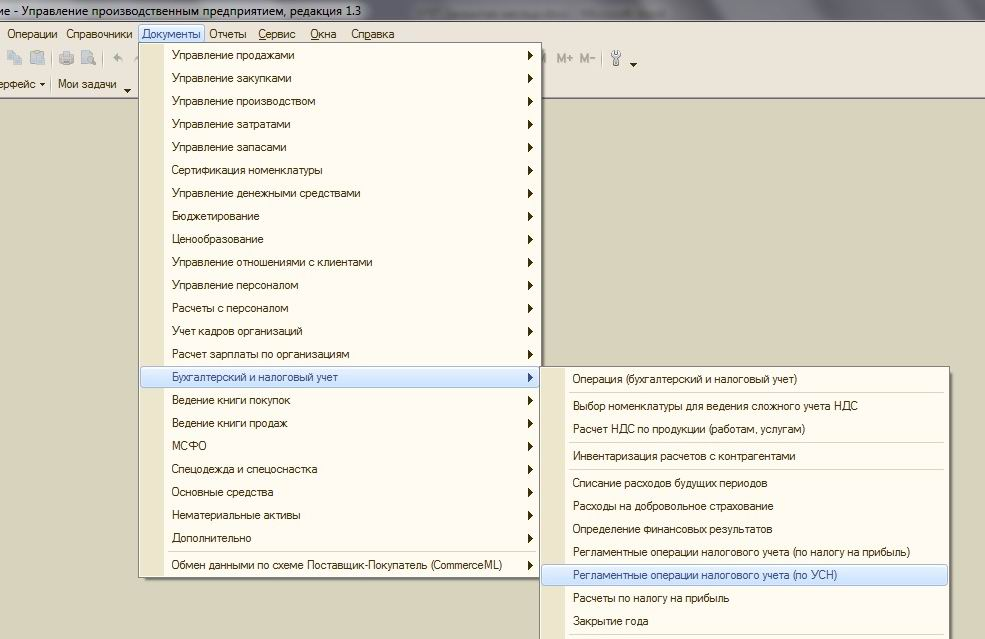 ие - Управление производственным предприятием, редакция 1.3
Операции Справочники Документы Отчеты Сервис Окна Справка
M+ M-
ерфейс Мои задачи
Управление продажами
Управление закупками
Управление производством
Управление затратами
Управление запасами
Сертификация номенклатуры
Управление денежными средствами
Бюджетирование
Ценообразование
Управление отношениями с клиентами
Управление персоналом
Расчеты с персоналом
Учет кадров организаций
Расчет зарплаты по организациям
Бухгалтерский и налоговый учет
Ведение книги покупок
Ведение книги продаж
МСФО
Спецодежда и спецоснастка
Основные средства
Нематериальные активы
Дополнительно
Обмен данными по схеме Поставщик-Покупатель (CommerceML)
Операция (бухгалтерский и налоговый учет)
Выбор номенклатуры для ведения сложного учета НДС
Расчет НДС по продукции (работам, услугам)
Инвентаризация расчетов с контрагентами
Списание расходов будущих периодов
Расходы на добровольное страхование
Определение финансовых результатов
Регламентные операции налогового учета (по налогу на прибыль)
Регламентные операции налогового учета (по УСН)
Расчеты по налогу на прибыль
Закрытие года